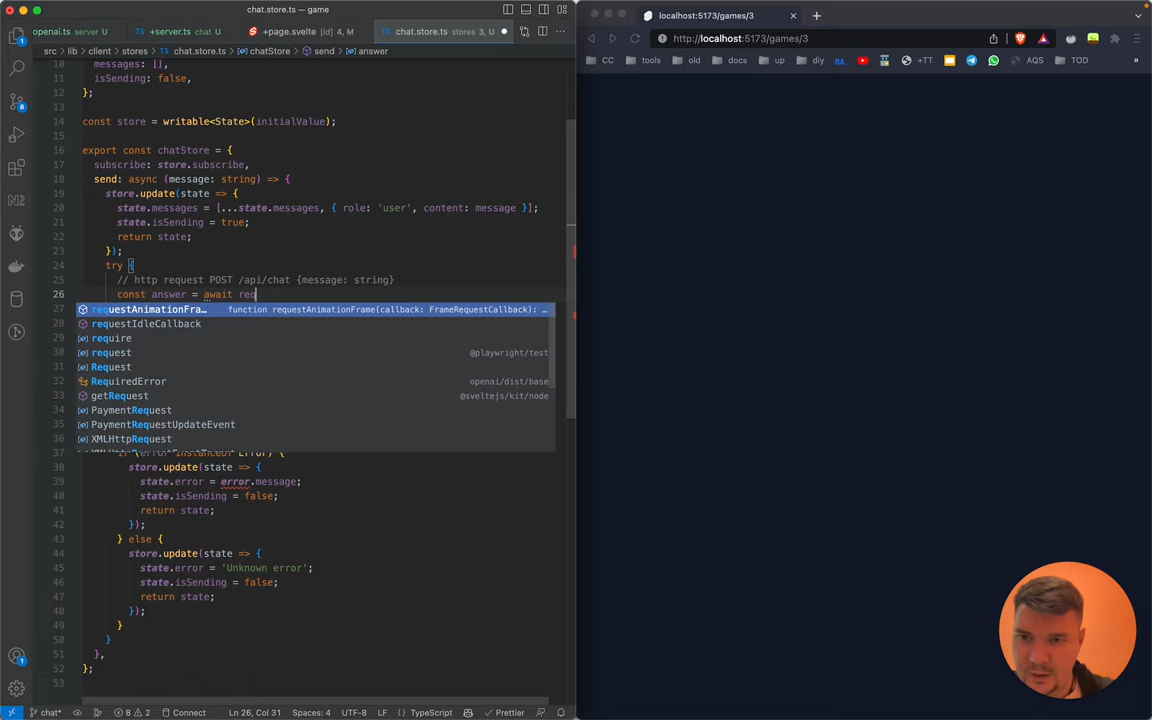 chat.store.ts — game
openai.ts server U
+server.ts chat U
+page.svelte [id] 4, M
chat.store.ts 3, U
src > lib > client > stores > chat.store.ts > chatStore > send > answer
10 messages: [],
11 isSending: false,
12 };
13
14 const store = writable<State>(initialValue);
15
16 export const chatStore = {
17 subscribe: store.subscribe,
18 send: async (message: string) => {
19 store.update(state => {
20 state.messages = [...state.messages, { role: 'user', content: message }];
21 state.isSending = true;
22 return state;
23 });
24 try {
25 // http request POST /api/chat {message: string}
26 const answer = await req
27 requestAnimationFra… function requestAnimationFrame(callback: FrameRequestCallback): …
28 requestIdleCallback
29 require
30 request @playwright/test
31 Request
32 RequiredError openai/dist/base
33 getRequest @sveltejs/kit/node
34 PaymentRequest
35 PaymentRequestUpdateEvent
36 XMLHttpRequest
37
38 store.update(state => {
39 state.error = error.message;
40 state.isSending = false;
41 return state;
42 });
43 } else {
44 store.update(state => {
45 state.error = 'Unknown error';
46 state.isSending = false;
47 return state;
48 });
49 }
50 }
51 },
52 };
53
1
8
1
chat*
8 2
Connect
Ln 26, Col 31
Spaces: 4
UTF-8
LF
{} TypeScript
Prettier
localhost:5173/games/3
http://localhost:5173/games/3
CC
tools
old
docs
up
diy
+TT
AQS
TOD
»